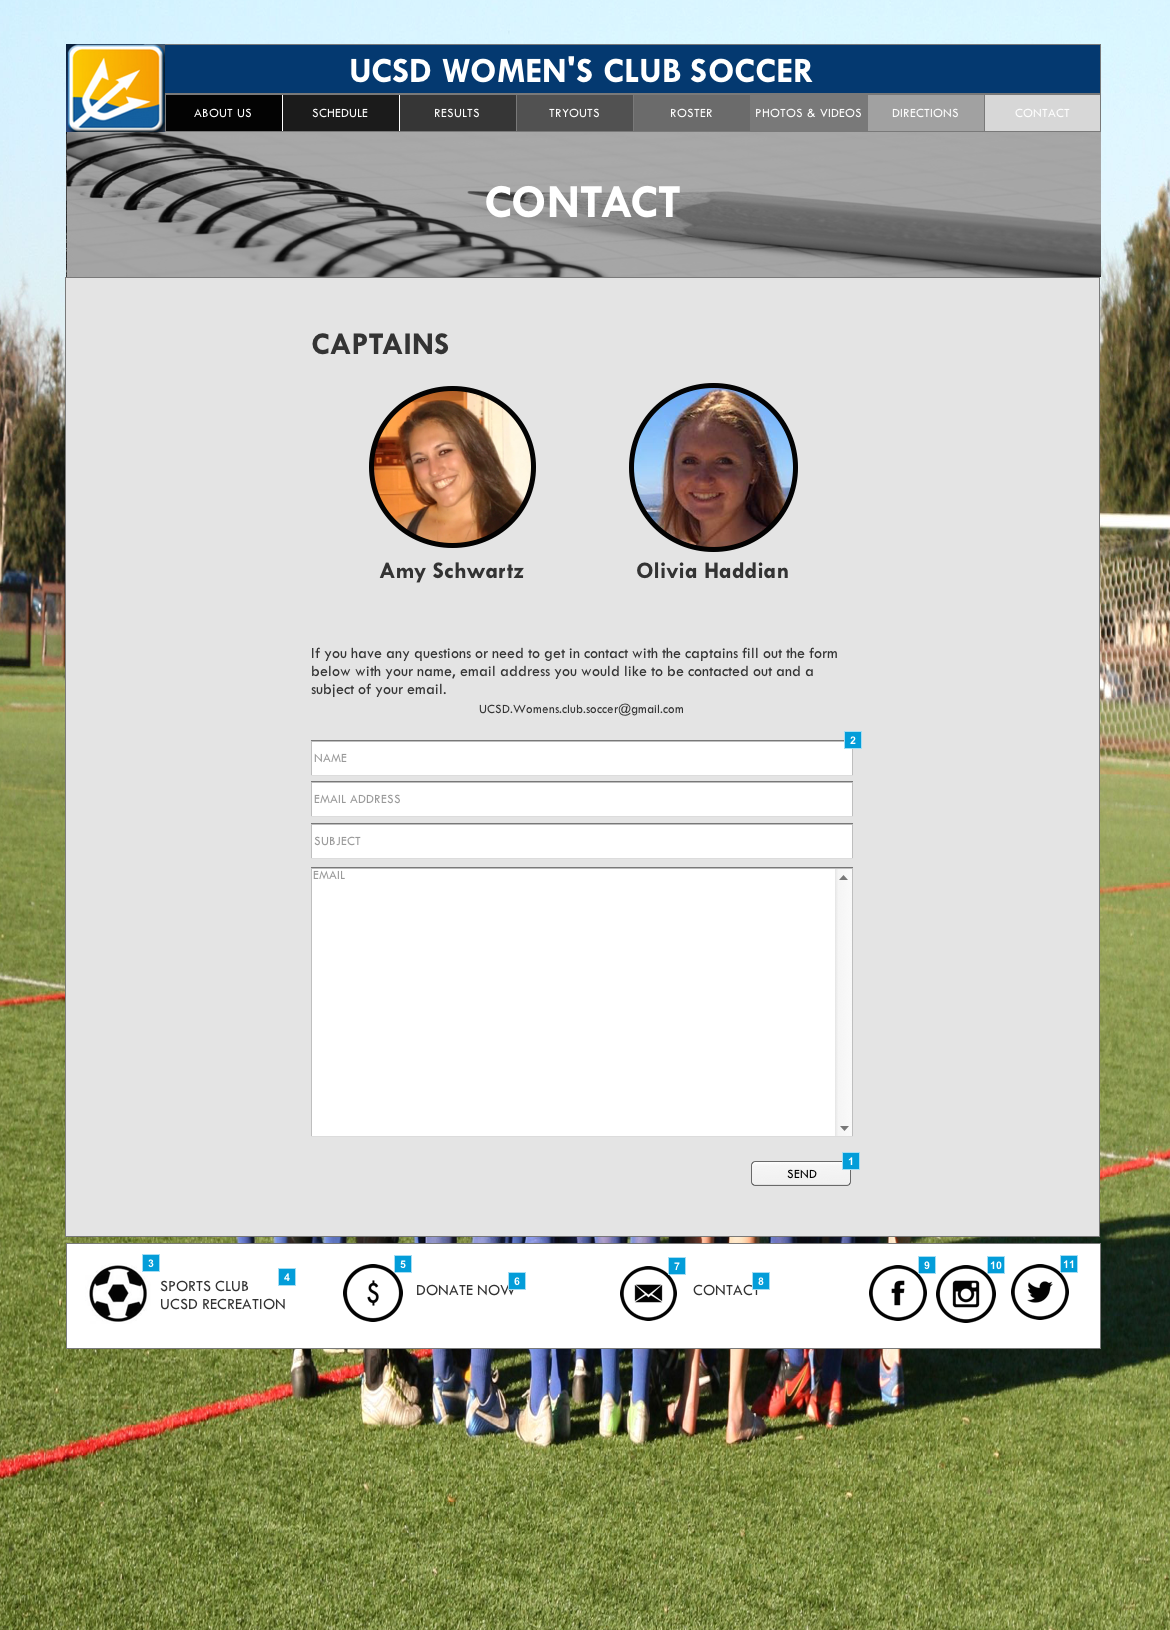 UCSD WOMEN'S CLUB SOCCER
ABOUT US SCHEDULE RESULTS TRYOUTS ROSTER PHOTOS & VIDEOS DIRECTIONS CONTACT
CONTACT
CAPTAINS
Amy Schwartz Olivia Haddian
If you have any questions or need to get in contact with the captains fill out the form
below with your name, email address you would like to be contacted out and a
subject of your email.
UCSD.Womens.club.soccer@gmail.com
2
NAME
EMAIL ADDRESS
SUBJECT
EMAIL
1
SEND
3 4 5 6 7 8 9 10 11
SPORTS CLUB
UCSD RECREATION
$
DONATE NOW
CONTACT
f